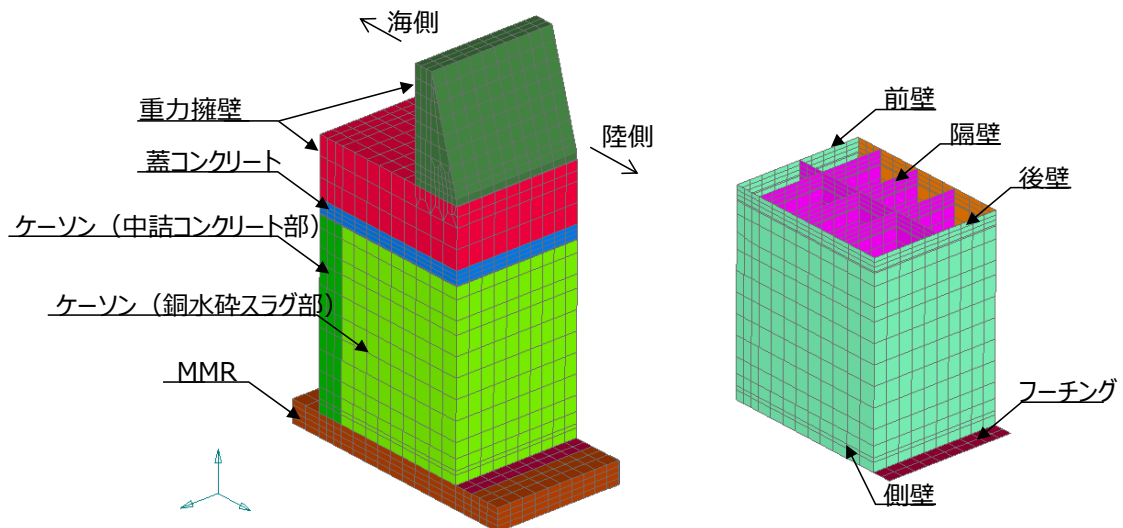 海側
重力擁壁
陸側
蓋コンクリート
ケーソン（中詰コンクリート部）
ケーソン（銅水砕スラグ部）
MMR
前壁
隔壁
後壁
フーチング
側壁